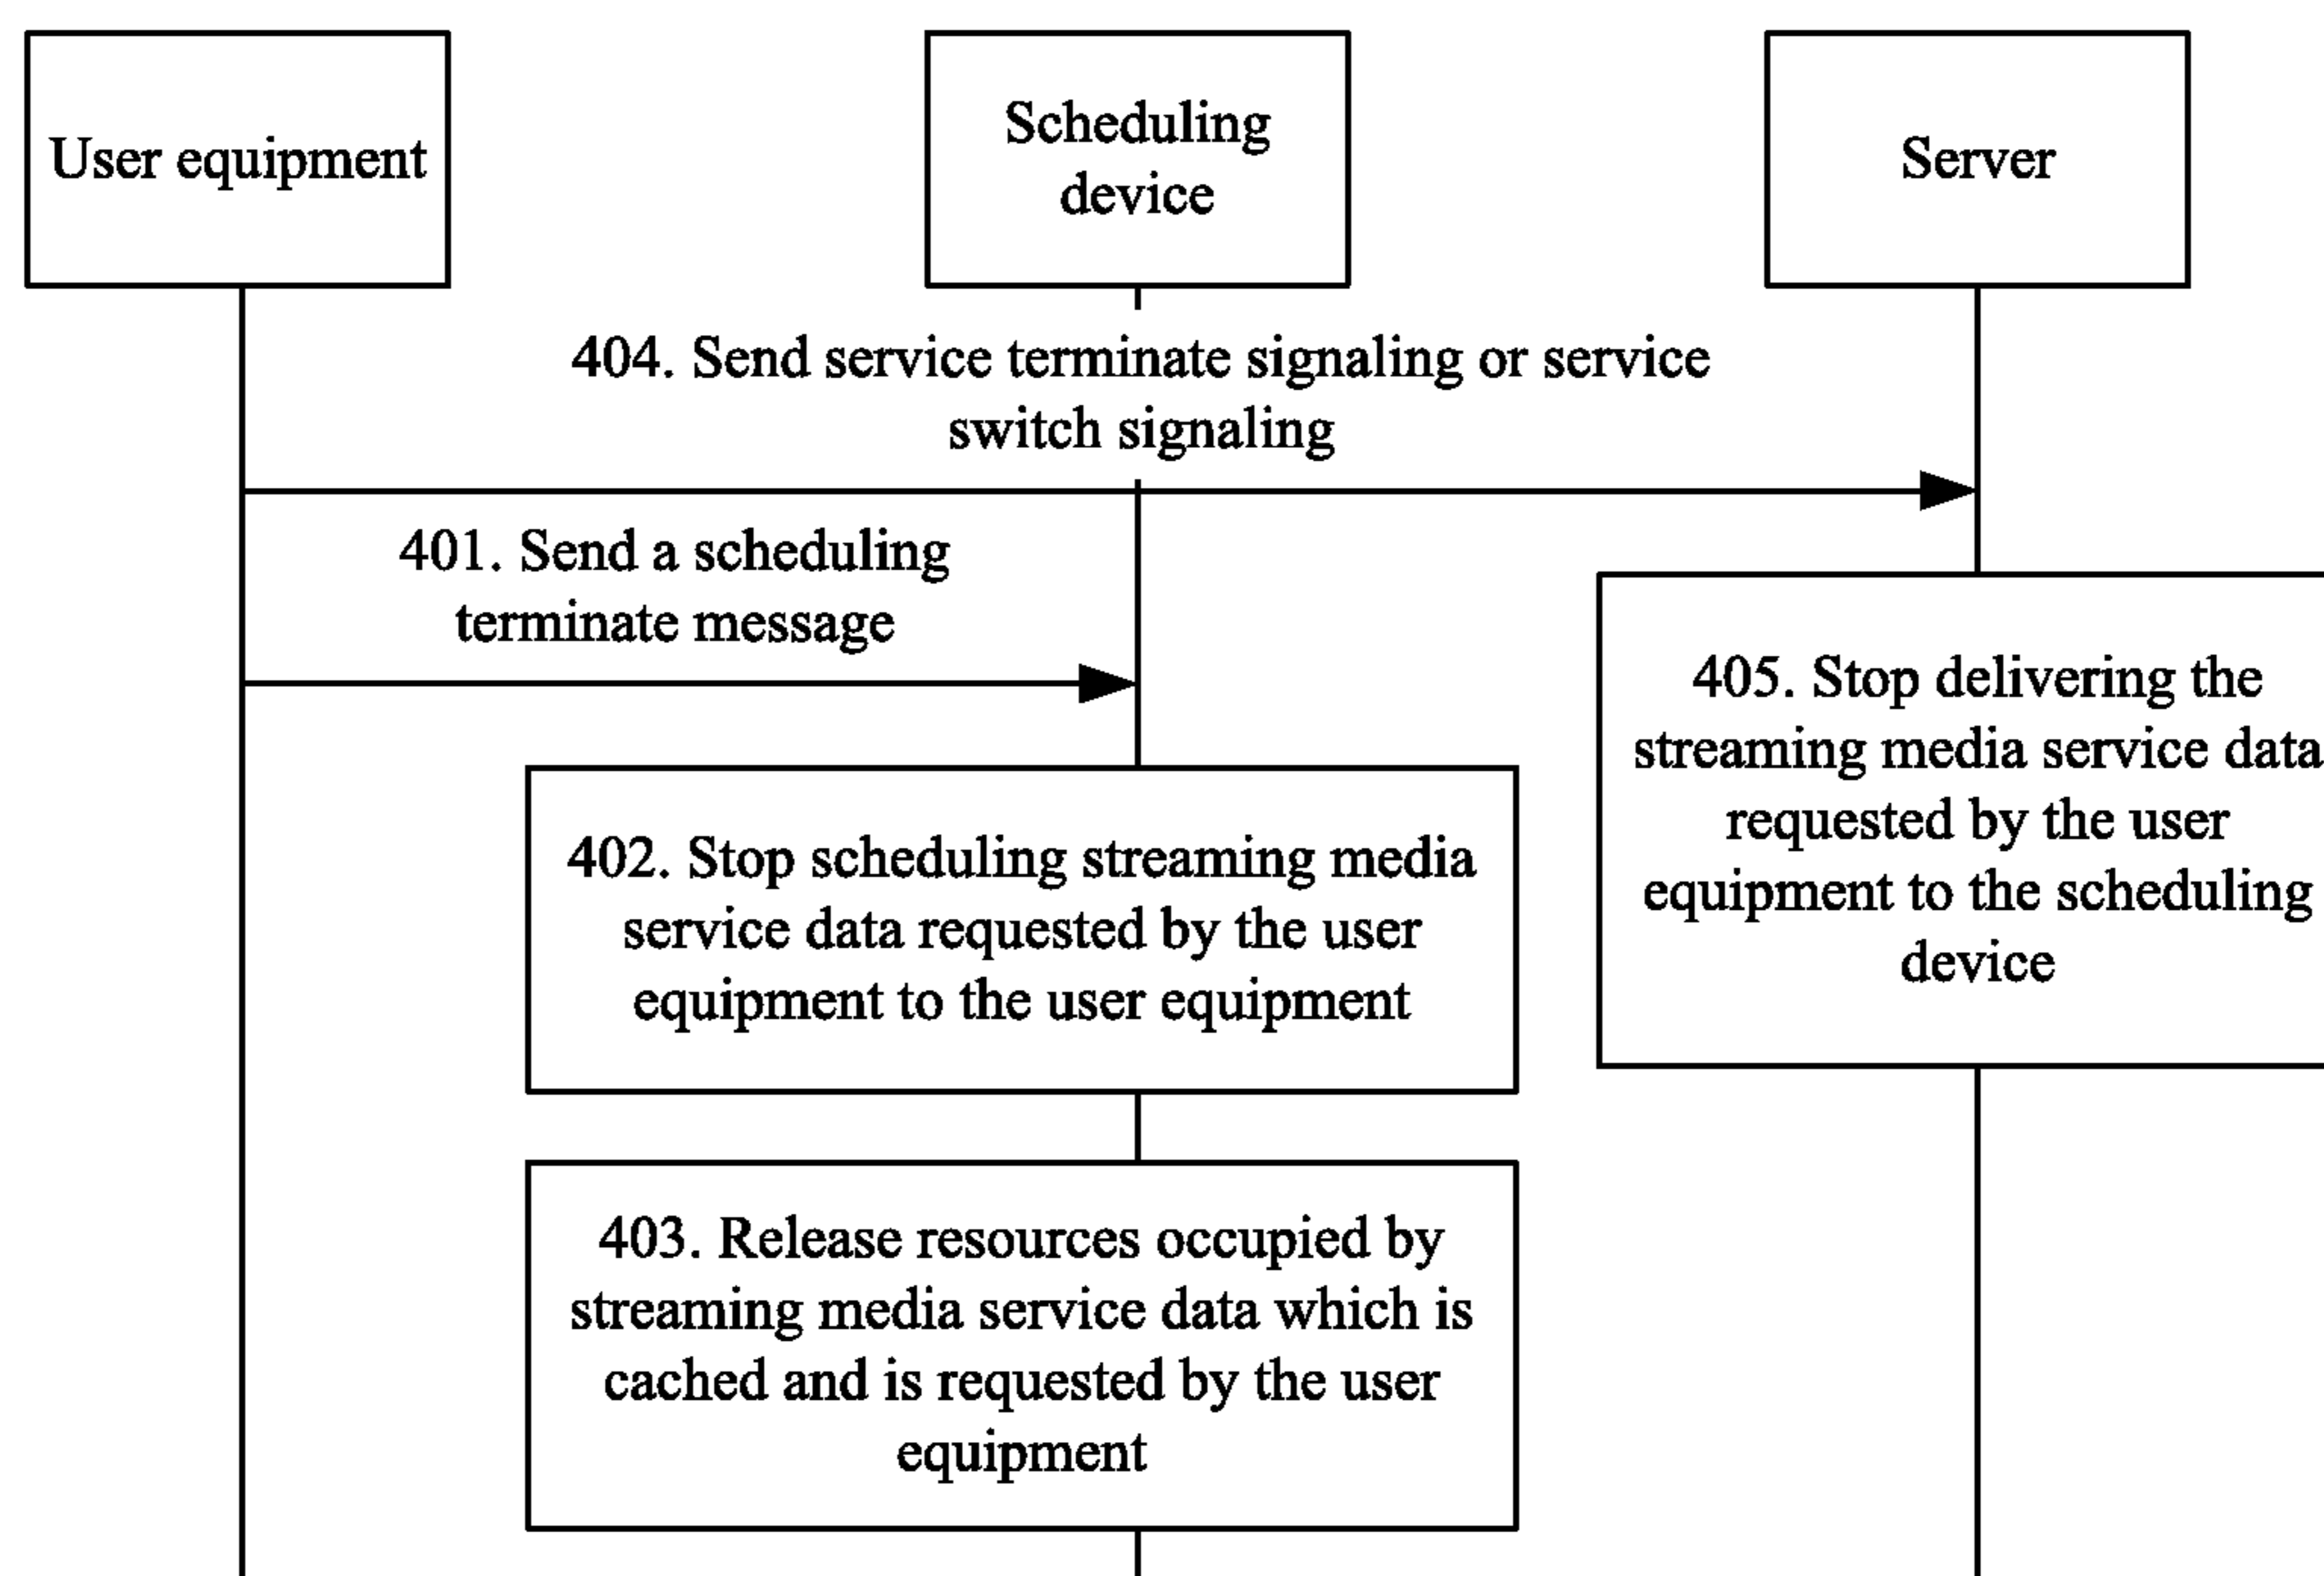 User equipment
Scheduling
device
Server
404. Send service terminate signaling or service
switch signaling
401. Send a scheduling
terminate message
405. Stop delivering the
streaming media service data
requested by the user
equipment to the scheduling
device
402. Stop scheduling streaming media
service data requested by the user
equipment to the user equipment
403. Release resources occupied by
streaming media service data which is
cached and is requested by the user
equipment